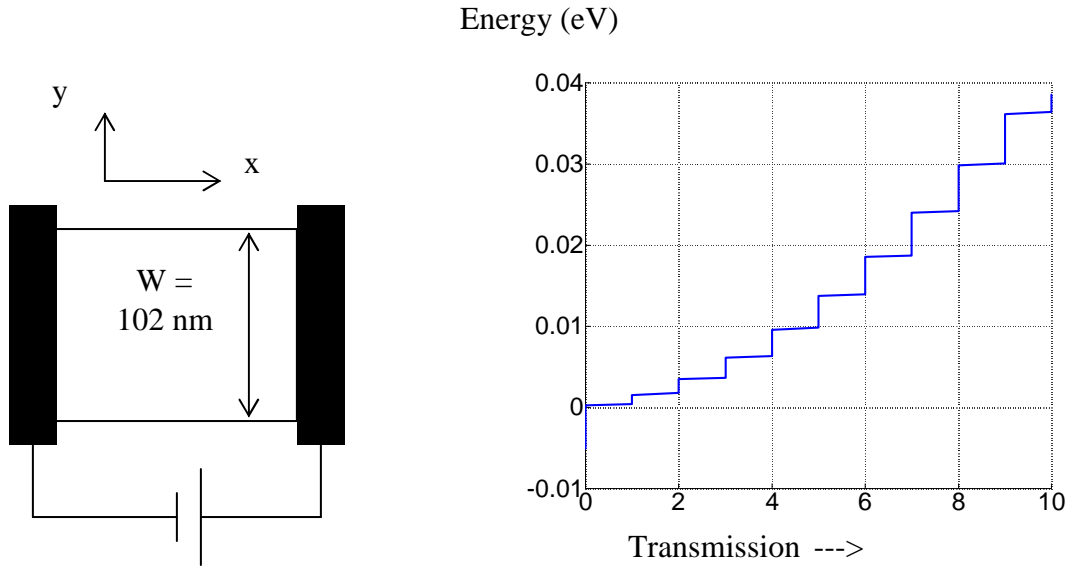 Energy (eV)
y
x
W =
102 nm
0.04
0.03
0.02
0.01
0
-0.01
0
2
4
6
8
10
Transmission --->